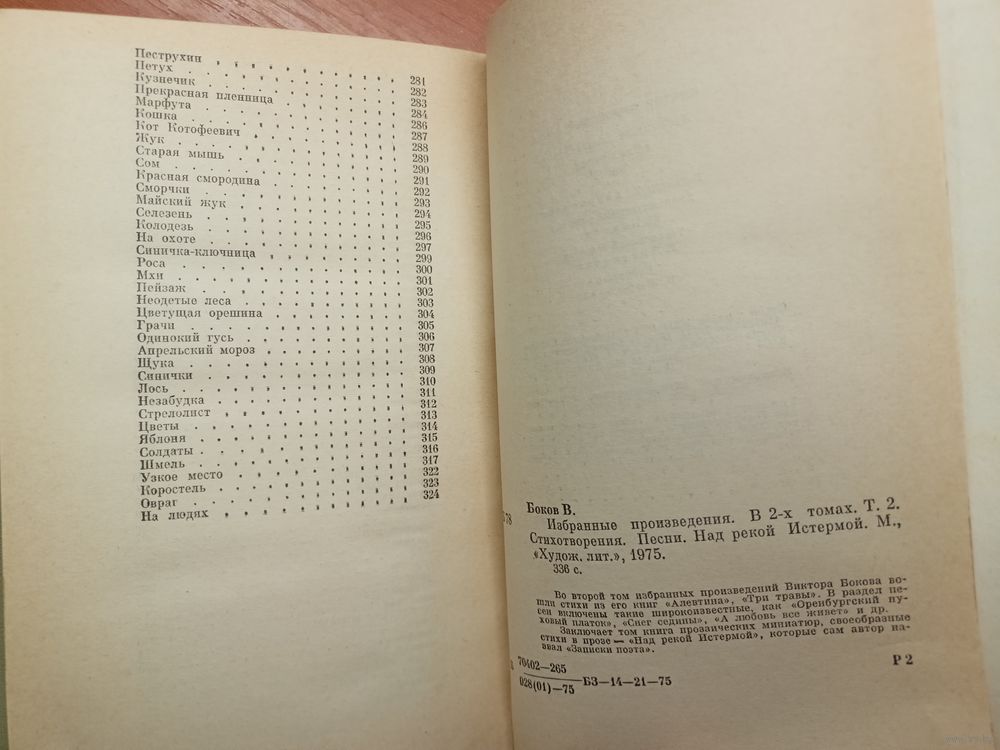 Пеструхин 281
Петух 282
Кузнечик 283
Прекрасная пленница 284
Марфута 286
Кошка 287
Кот Котофеевич 288
Жук 289
Старая мышь 290
Сом 291
Красная смородина 292
Сморчки 293
Майский жук 294
Селезень 295
Колодезь 296
На охоте 297
Синичка-ключница 299
Роса 300
Мхи 301
Пейзаж 302
Неодетые леса 303
Цветущая орешина 304
Грачи 305
Одинокий гусь 306
Апрельский мороз 307
Щука 308
Синички 309
Лось 310
Незабудка 311
Стрелолист 312
Цветы 313
Яблоня 314
Солдаты 315
Шмель 316
Узкое место 317
Коростель 322
Овраг 323
На людях 324
Боков В.
78
Избранные произведения. В 2-х томах. Т. 2.
Стихотворения. Песни. Над рекой Истермой. М.,
«Худож. лит.», 1975.
336 с.
Во второй том избранных произведений Виктора Бокова во-
шли стихи из его книг «Алевтина», «Три травы». В раздел пе-
сен включены такие широкоизвестные, как «Оренбургский пу-
ховый платок», «Снег седины», «А любовь все живет» и др.
Заключает том книга прозаических миниатюр, своеобразные
стихи в прозе — «Над рекой Истермой», которые сам автор на-
звал «Записки поэта».
70402—265
028(01)—75 БЗ—14—21—75
Р 2